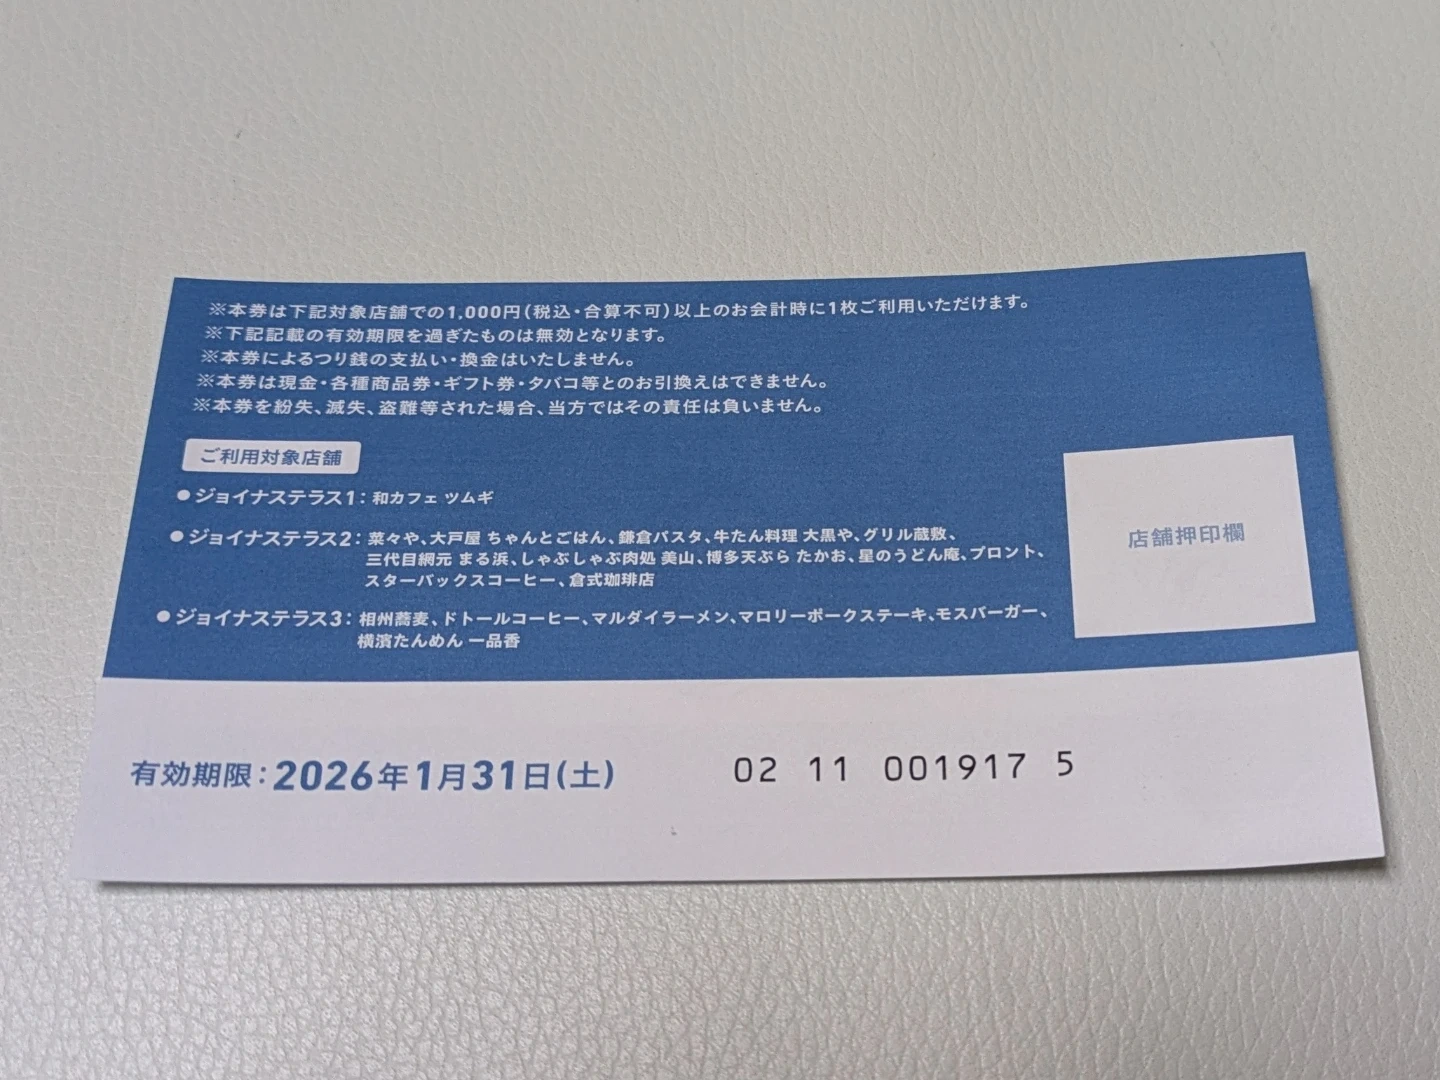 ※本券は下記対象店舗での1,000円(税込・合算不可)以上のお会計時に1枚ご利用いただけます。
※下記記載の有効期限を過ぎたものは無効となります。
※本券によるつり銭の支払い・換金はいたしません。
※本券は現金・各種商品券・ギフト券・タバコ等とのお引換えはできません。
※本券を紛失、滅失、盗難等された場合、当方ではその責任は負いません。
ご利用対象店舗
●ジョイナステラス1：和カフェ ツムギ
●ジョイナステラス2：菜々や、大戸屋 ちゃんとごはん、鎌倉パスタ、牛たん料理 大黒や、グリル蔵敷、
三代目網元 まる浜、しゃぶしゃぶ肉処 美山、博多天ぷら たかお、星のうどん庵、プロント、
スターバックスコーヒー、倉式珈琲店
●ジョイナステラス3：相州蕎麦、ドトールコーヒー、マルダイラーメン、マロリーポークステーキ、モスバーガー、
横濱たんめん 一品香
店舗押印欄
有効期限：2026年1月31日(土)
02 11 001917 5